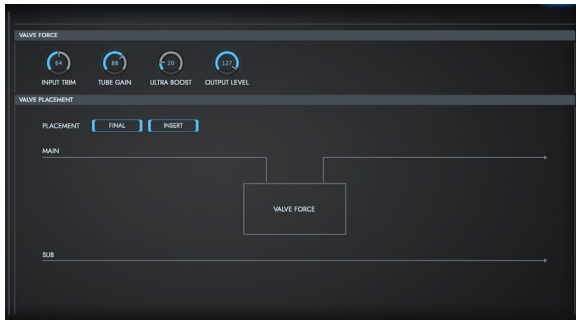 VALVE FORCE
64 88 20 127
INPUT TRIM TUBE GAIN ULTRA BOOST OUTPUT LEVEL
VALVE PLACEMENT
PLACEMENT FINAL INSERT
MAIN
VALVE FORCE
SUB